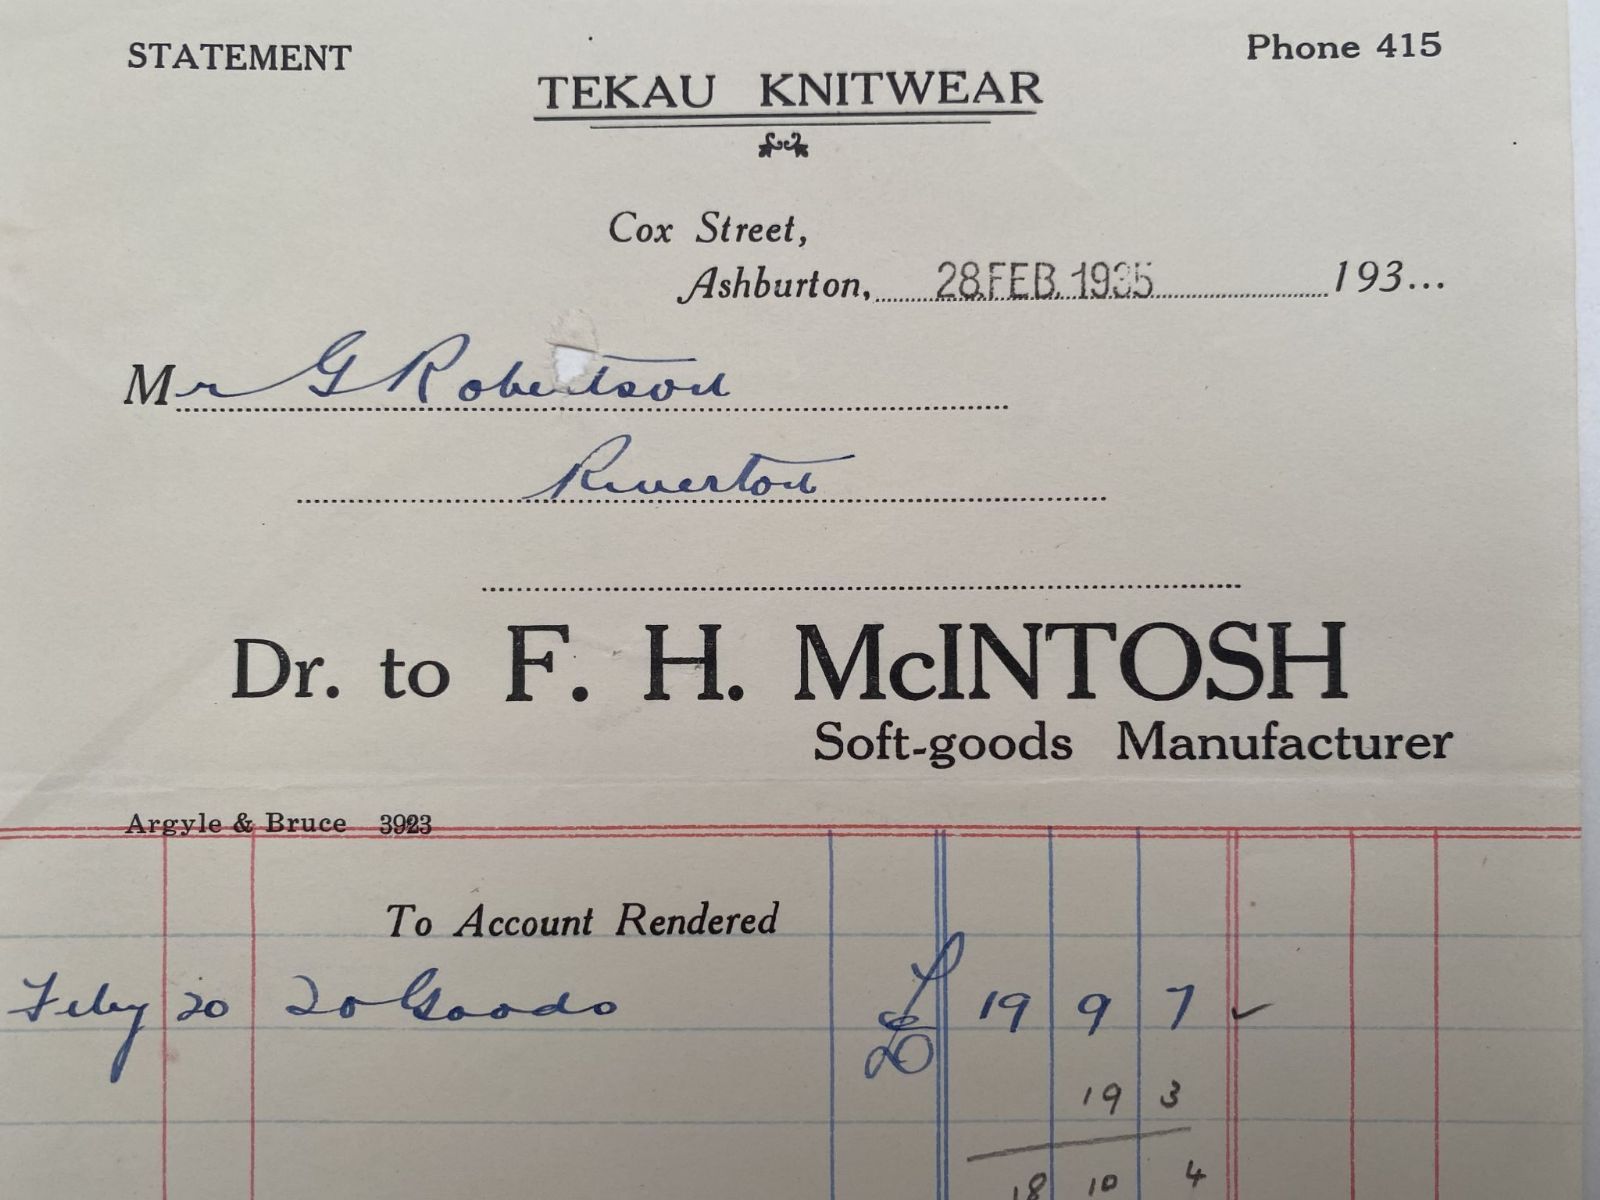 STATEMENT
Phone 415
TEKAU KNITWEAR
Cox Street,
Ashburton, 28 FEB. 1935 193...
Mr G Robertson
Riverton
Dr. to F. H. McINTOSH
Soft-goods Manufacturer
Argyle & Bruce 3923
To Account Rendered
Feby 20 To Goods £ 19 9 7 ✓
19 3
18 10 4